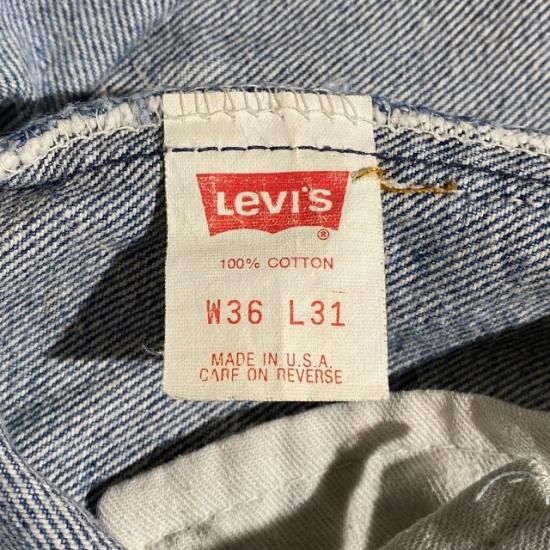 Levi's
®
100% COTTON
W36 L31
MADE IN U.S.A.
CARE ON REVERSE